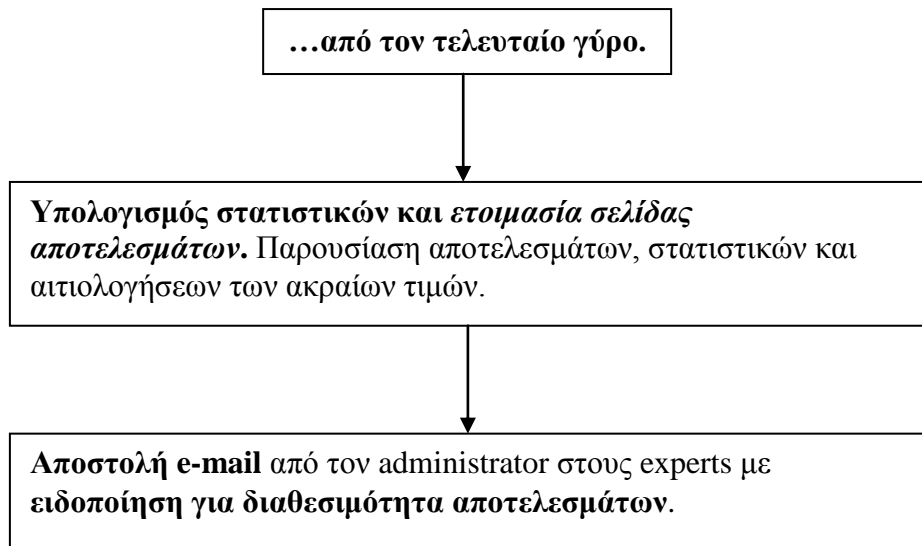 …από τον τελευταίο γύρο.
Υπολογισμός στατιστικών και ετοιμασία σελίδας
αποτελεσμάτων. Παρουσίαση αποτελεσμάτων, στατιστικών και
αιτιολογήσεων των ακραίων τιμών.
Αποστολή e-mail από τον administrator στους experts με
ειδοποίηση για διαθεσιμότητα αποτελεσμάτων.